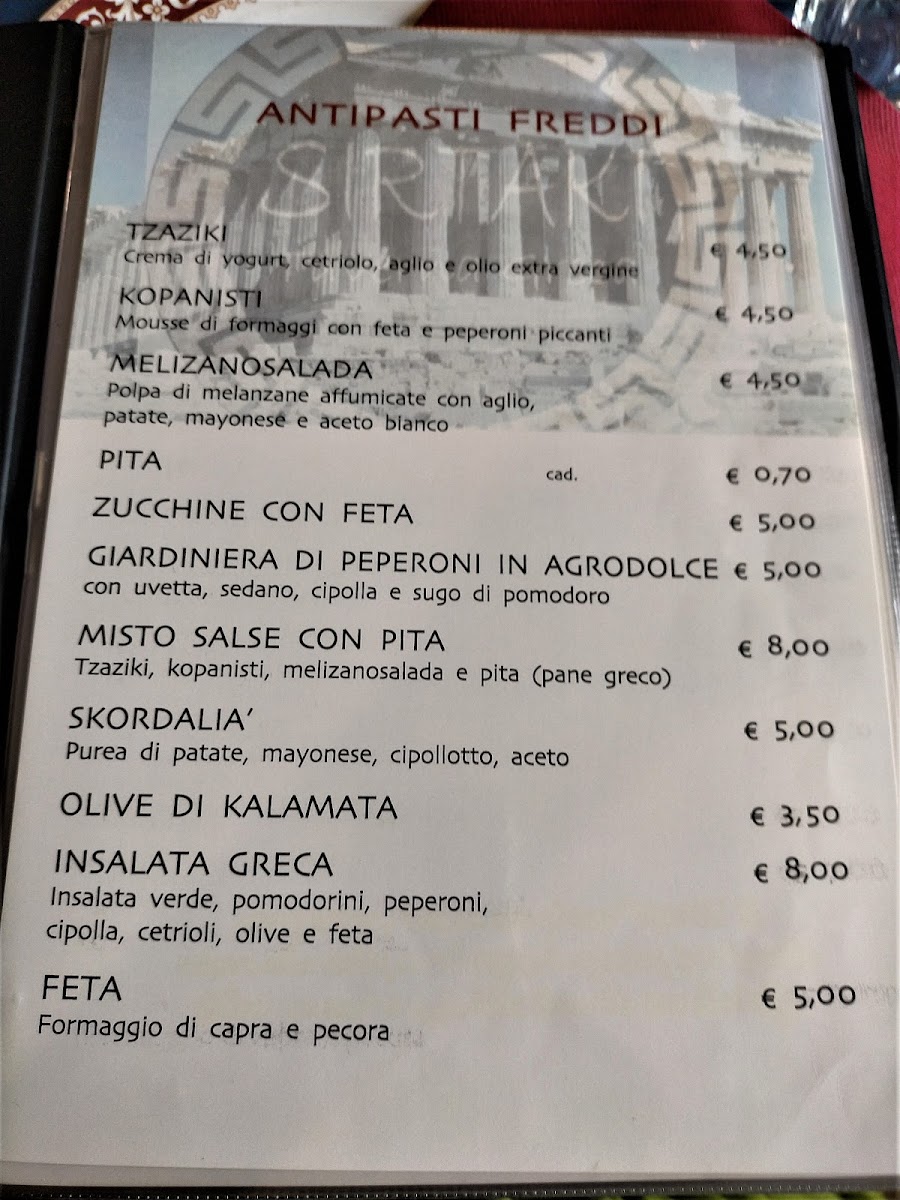 ANTIPASTI FREDDI
SIRTAKI
TZAZIKI
Crema di yogurt, cetriolo, aglio e olio extra vergine € 4,50
KOPANISTI
Mousse di formaggi con feta e peperoni piccanti € 4,50
MELIZANOSALADA € 4,50
Polpa di melanzane affumicate con aglio,
patate, mayonese e aceto bianco
PITA cad. € 0,70
ZUCCHINE CON FETA € 5,00
GIARDINIERA DI PEPERONI IN AGRODOLCE € 5,00
con uvetta, sedano, cipolla e sugo di pomodoro
MISTO SALSE CON PITA € 8,00
Tzaziki, kopanisti, melizanosalada e pita (pane greco)
SKORDALIA’ € 5,00
Purea di patate, mayonese, cipollotto, aceto
OLIVE DI KALAMATA € 3,50
INSALATA GRECA € 8,00
Insalata verde, pomodorini, peperoni,
cipolla, cetrioli, olive e feta
FETA € 5,00
Formaggio di capra e pecora